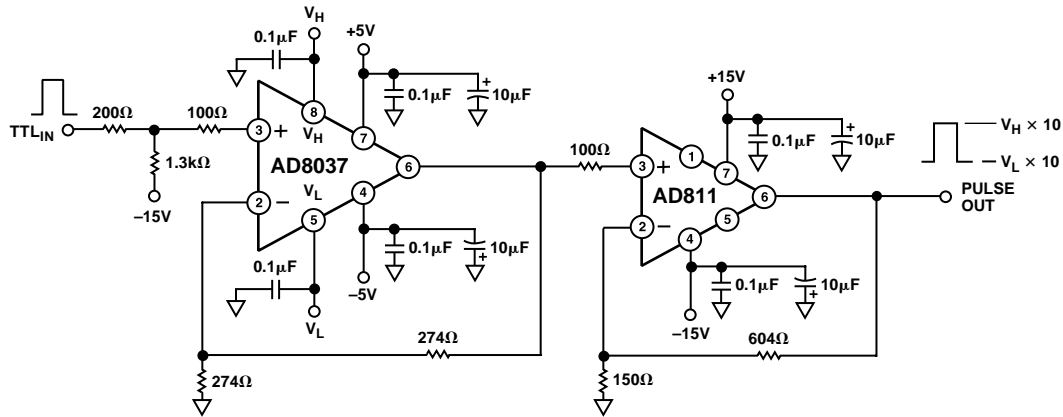 V_H
0.1μF
+5V
TTL_IN
200Ω
100Ω
1.3kΩ
–15V
3
+
2
–
8
V_H
7
AD8037
6
V_L
4
5
0.1μF
+
10μF
0.1μF
0.1μF
10μF
+
–5V
V_L
274Ω
274Ω
100Ω
+15V
0.1μF
+
10μF
3
+
1
7
AD811
6
2
–
5
4
0.1μF
10μF
+
–15V
604Ω
150Ω
V_H × 10
V_L × 10
PULSE
OUT